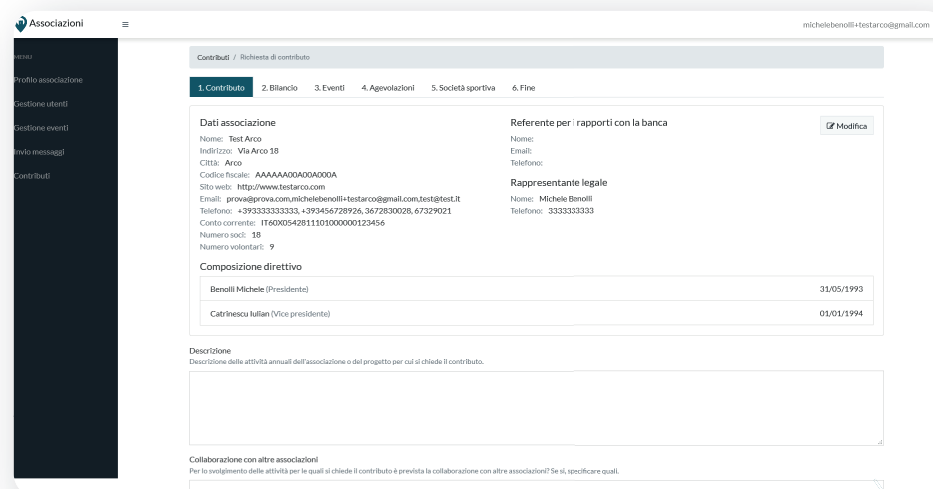 Associazioni
michelebenolli+testarco@gmail.com
MENU
Profilo associazione
Gestione utenti
Gestione eventi
Invio messaggi
Contributi
Contributi / Richiesta di contributo
1. Contributo 2. Bilancio 3. Eventi 4. Agevolazioni 5. Società sportiva 6. Fine
Dati associazione
Nome: Test Arco
Indirizzo: Via Arco 18
Città: Arco
Codice fiscale: AAAAAA00A00A000A
Sito web: http://www.testarco.com
Email: prova@prova.com,michelebenolli+testarco@gmail.com,test@test.it
Telefono: +393333333333, +393456728926, 3672830028, 67329021
Conto corrente: IT60X0542811101000000123456
Numero soci: 18
Numero volontari: 9
Referente per i rapporti con la banca
Nome:
Email:
Telefono:
Rappresentante legale
Nome: Michele Benolli
Telefono: 3333333333
Modifica
Composizione direttivo
Benolli Michele (Presidente) 31/05/1993
Catrinescu Iulian (Vice presidente) 01/01/1994
Descrizione
Descrizione delle attività annuali dell'associazione o del progetto per cui si chiede il contributo.
Collaborazione con altre associazioni
Per lo svolgimento delle attività per le quali si chiede il contributo è prevista la collaborazione con altre associazioni? Se sì, specificare quali.